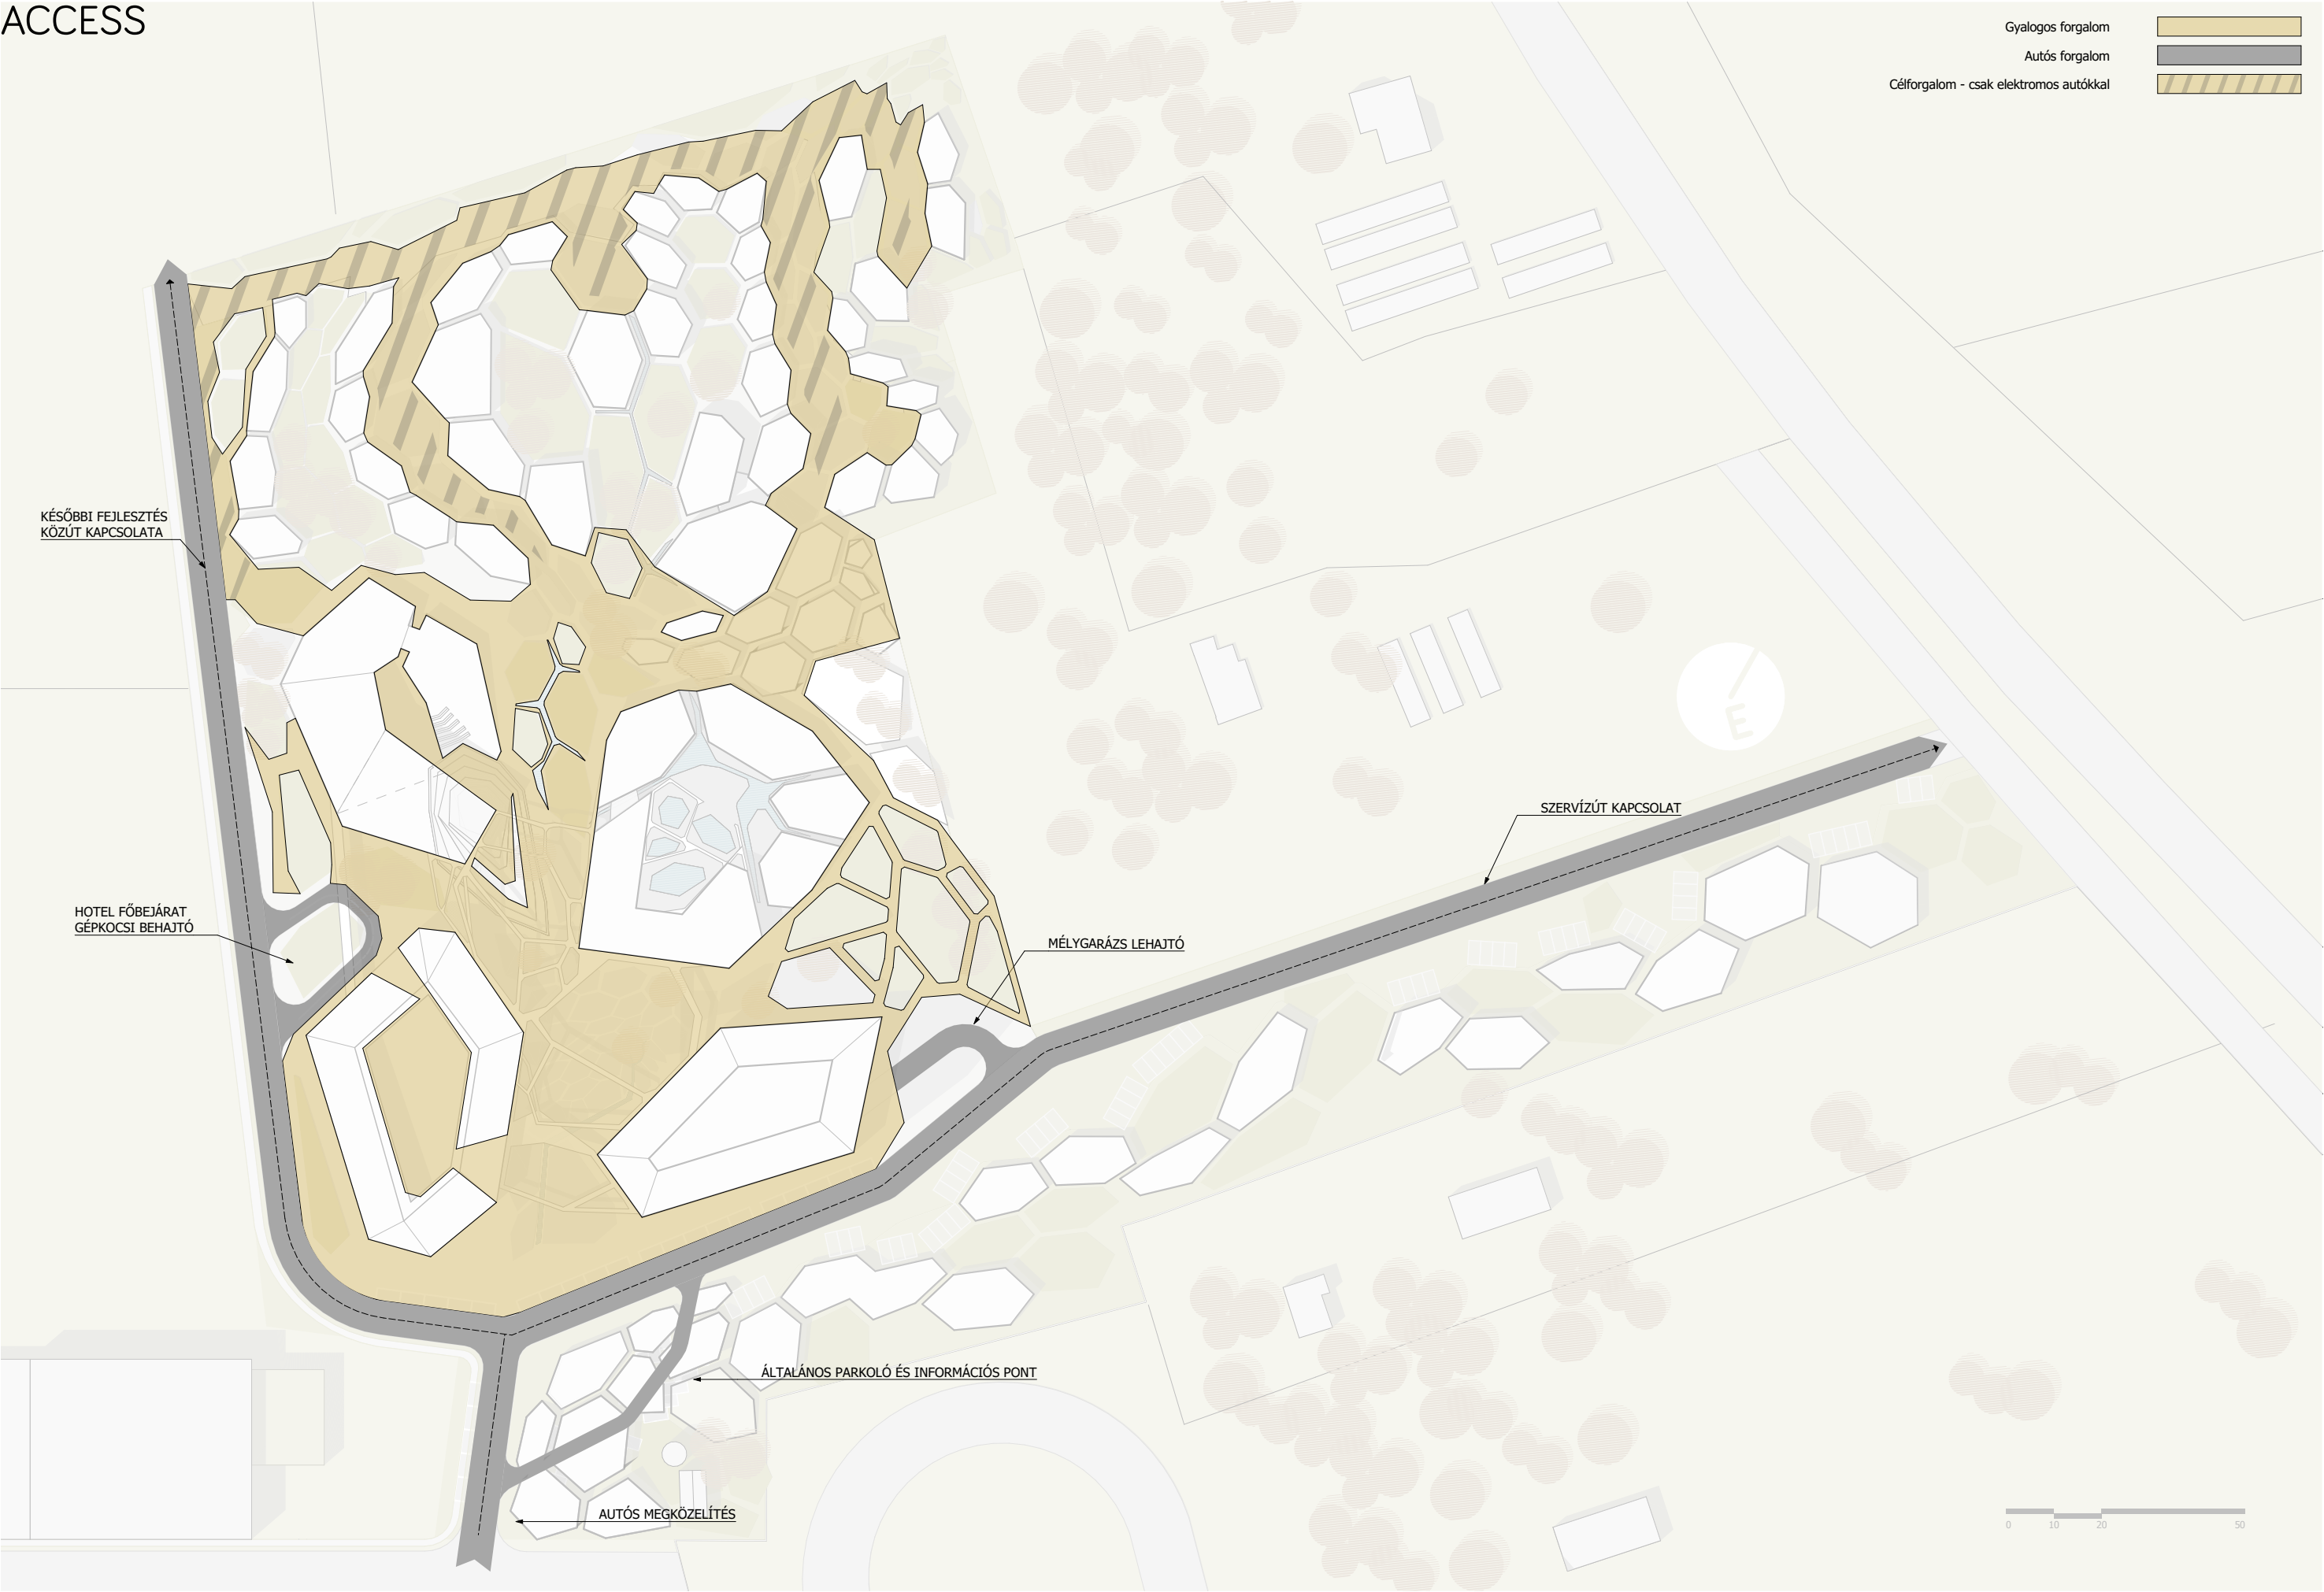 ACCESS
Gyalogos forgalom
Autós forgalom
Célforgalom - csak elektromos autókkal
KÉSŐBBI FEJLESZTÉS
KÖZÚT KAPCSOLATA
E
SZERVÍZÚT KAPCSOLAT
HOTEL FŐBEJÁRAT
GÉPKOCSI BEHAJTÓ
MÉLYGARÁZS LEHAJTÓ
ÁLTALÁNOS PARKOLÓ ÉS INFORMÁCIÓS PONT
AUTÓS MEGKÖZELÍTÉS
0 10 20 50